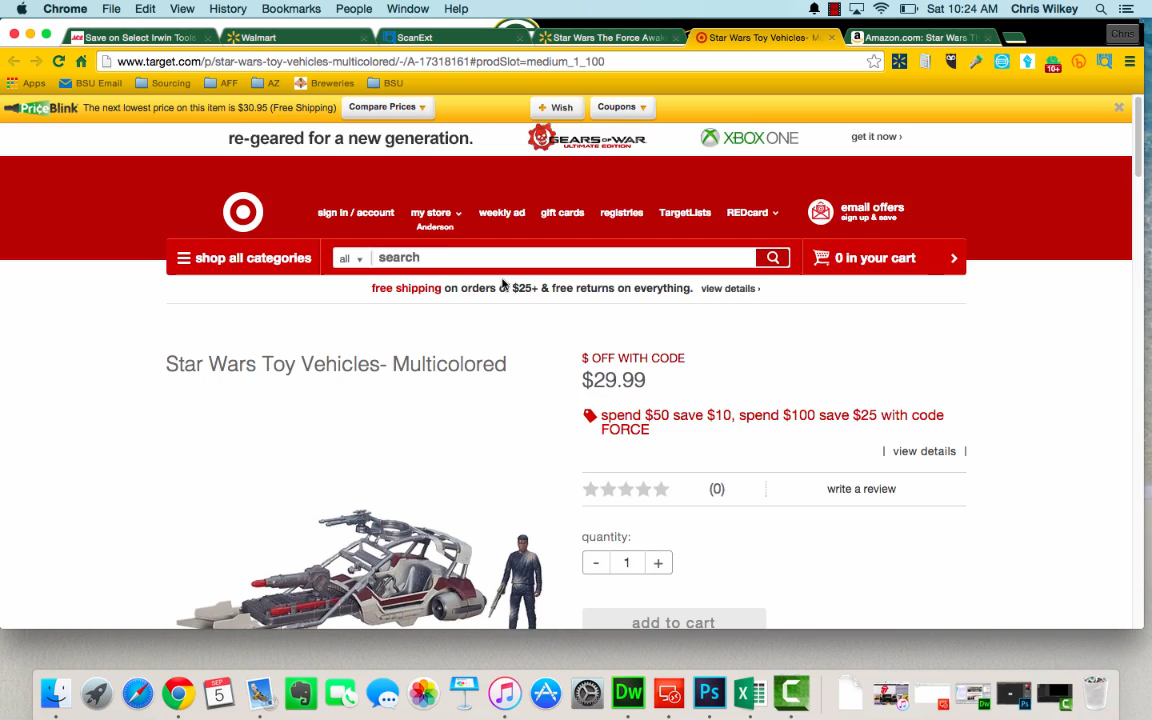 Chrome File Edit View History Bookmarks People Window Help Sat 10:24 AM Chris Wilkey
Save on Select Irwin Tools Walmart ScanExt Star Wars The Force Awak Star Wars Toy Vehicles- M Amazon.com: Star Wars T Chris
www.target.com/p/star-wars-toy-vehicles-multicolored/-/A-17318161#prodSlot=medium_1_100
10+
Apps BSU Email Sourcing AFF AZ Breweries BSU
PriceBlink The next lowest price on this item is $30.95 (Free Shipping) Compare Prices + Wish Coupons
re-geared for a new generation. GEARS OF WAR ULTIMATE EDITION XBOX ONE get it now ›
sign in / account my store weekly ad gift cards registries TargetLists REDcard email offers
sign up & save
Anderson
shop all categories all search 0 in your cart
free shipping on orders of $25+ & free returns on everything. view details ›
Star Wars Toy Vehicles- Multicolored
$ OFF WITH CODE
$29.99
spend $50 save $10, spend $100 save $25 with code
FORCE
view details
(0) write a review
quantity:
- 1 +
add to cart
SEP
5
Dw Ps